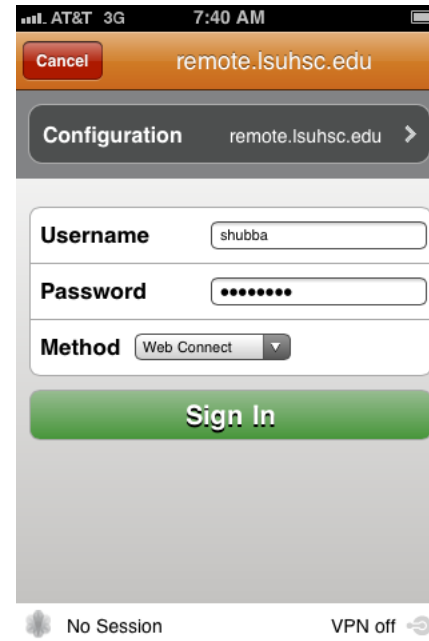 AT&T 3G 7:40 AM
Cancel remote.lsuhsc.edu
Configuration remote.lsuhsc.edu
Username shubba
Password ••••••••
Method Web Connect
Sign In
No Session VPN off